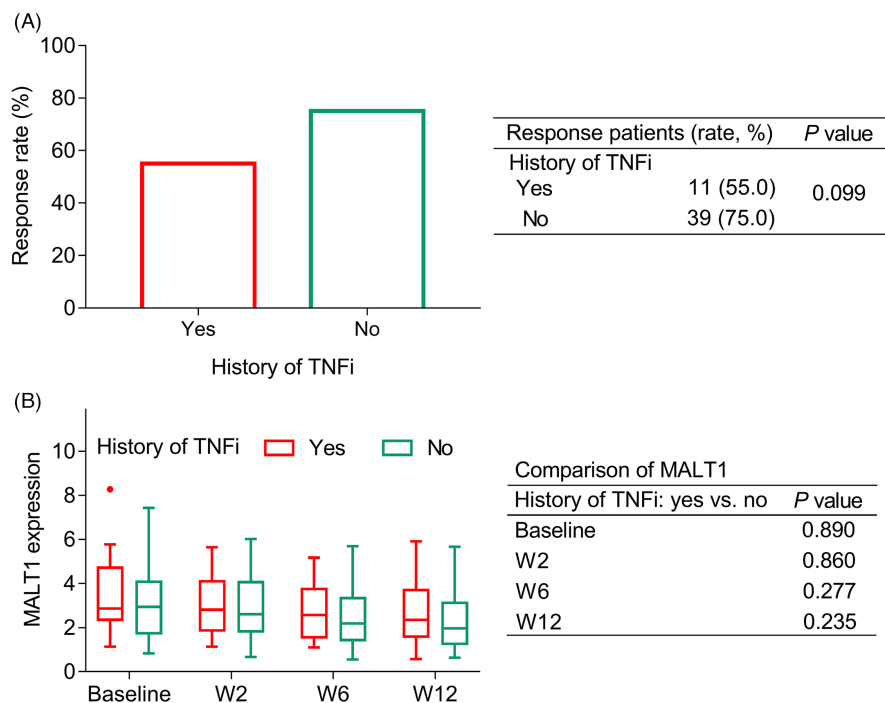 (A)
100
80
60
40
20
0
Response rate (%)
Yes No
History of TNFi
Response patients (rate, %) P value
History of TNFi
Yes 11 (55.0) 0.099
No 39 (75.0)
(B)
10
8
6
4
2
0
MALT1 expression
History of TNFi Yes No
Baseline W2 W6 W12
Comparison of MALT1
History of TNFi: yes vs. no P value
Baseline 0.890
W2 0.860
W6 0.277
W12 0.235